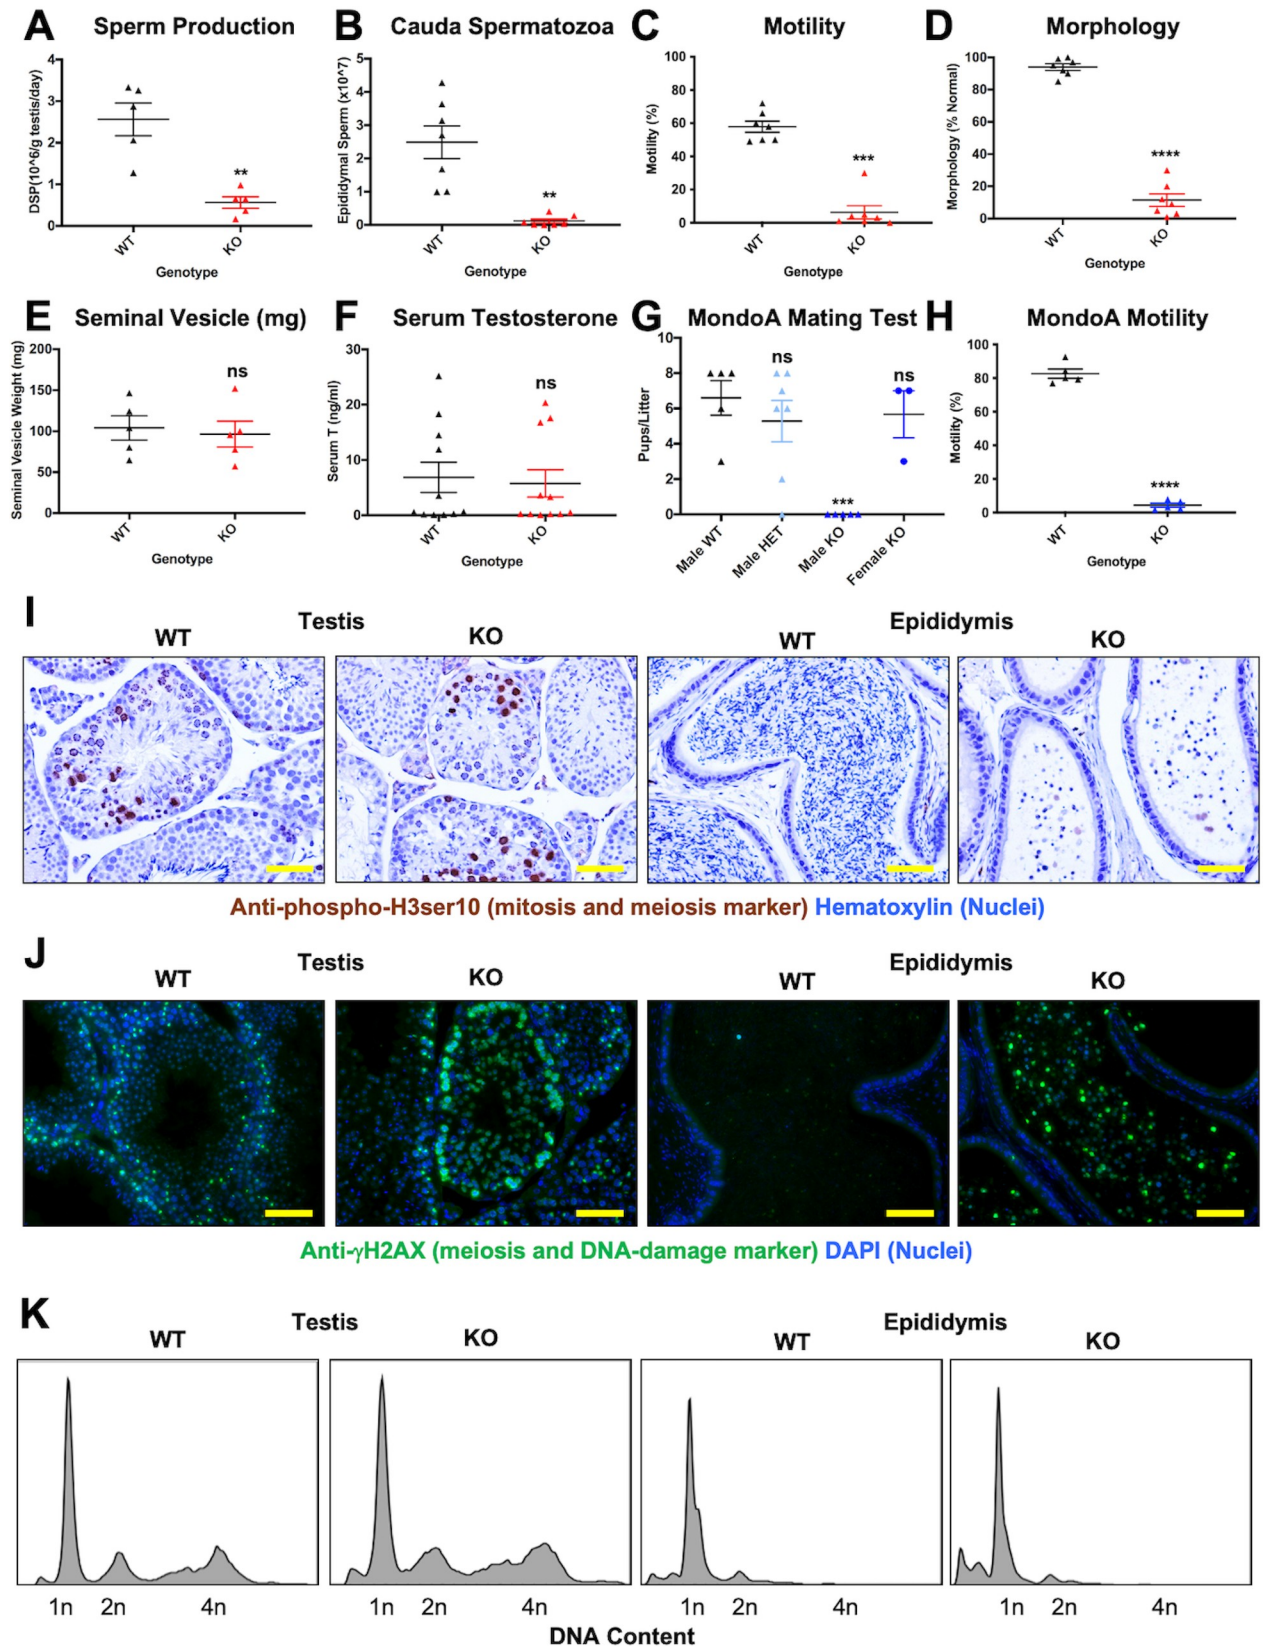 A Sperm Production
DSP(10^6/g testis/day)
4
3
2
1
0
**
WT
KO
Genotype
B Cauda Spermatozoa
Epididymal Sperm (x10^7)
5
4
3
2
1
0
**
WT
KO
Genotype
C Motility
Motility (%)
100
80
60
40
20
0
***
WT
KO
Genotype
D Morphology
Morphology (% Normal)
100
80
60
40
20
0
****
WT
KO
Genotype
E Seminal Vesicle (mg)
Seminal Vesicle Weight (mg)
200
150
100
50
0
ns
WT
KO
Genotype
F Serum Testosterone
Serum T (ng/ml)
30
20
10
0
ns
WT
KO
Genotype
G MondoA Mating Test
Pups/Litter
10
8
6
4
2
0
ns
***
ns
Male WT
Male HET
Male KO
Female KO
H MondoA Motility
Motility (%)
100
80
60
40
20
0
****
WT
KO
Genotype
I
Testis
Epididymis
WT
KO
WT
KO
Anti-phospho-H3ser10 (mitosis and meiosis marker) Hematoxylin (Nuclei)
J
Testis
Epididymis
WT
KO
WT
KO
Anti-γH2AX (meiosis and DNA-damage marker) DAPI (Nuclei)
K
Testis
Epididymis
WT
KO
WT
KO
1n 2n 4n
1n 2n 4n
1n 2n 4n
1n 2n 4n
DNA Content